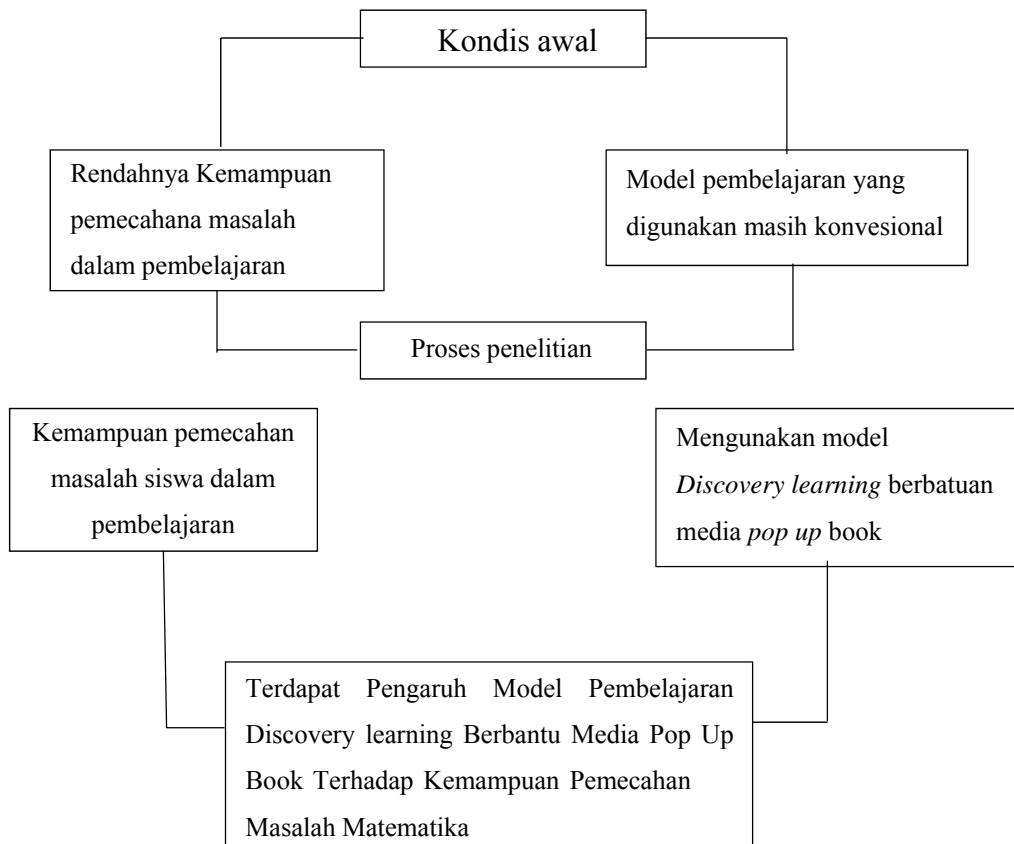 Kondis awal
Rendahnya Kemampuan
pemecahana masalah
dalam pembelajaran
Model pembelajaran yang
digunakan masih konvesional
Proses penelitian
Kemampuan pemecahan
masalah siswa dalam
pembelajaran
Mengunakan model
Discovery learning berbatuan
media pop up book
Terdapat Pengaruh Model Pembelajaran
Discovery learning Berbantu Media Pop Up
Book Terhadap Kemampuan Pemecahan
Masalah Matematika